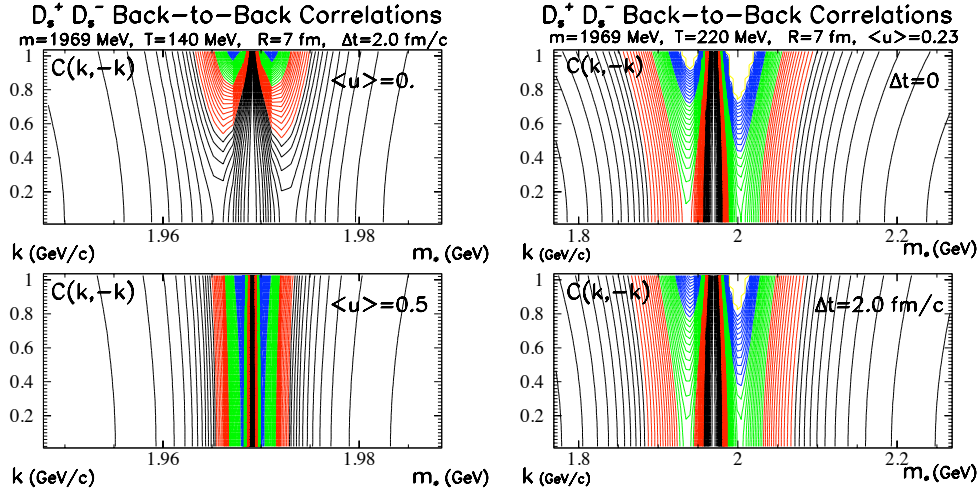 D_s^+ D_s^- Back-to-Back Correlations
m=1969 MeV, T=140 MeV, R=7 fm, Δt=2.0 fm/c
C(k,-k)
<u>=0.
1
0.8
0.6
0.4
0.2
1.96
1.98
k (GeV/c)
m* (GeV)
C(k,-k)
<u>=0.5
1
0.8
0.6
0.4
0.2
1.96
1.98
k (GeV/c)
m* (GeV)
D_s^+ D_s^- Back-to-Back Correlations
m=1969 MeV, T=220 MeV, R=7 fm, <u>=0.23
C(k,-k)
Δt=0
1
0.8
0.6
0.4
0.2
1.8
2
2.2
k (GeV/c)
m* (GeV)
C(k,-k)
Δt=2.0 fm/c
1
0.8
0.6
0.4
0.2
1.8
2
2.2
k (GeV/c)
m* (GeV)